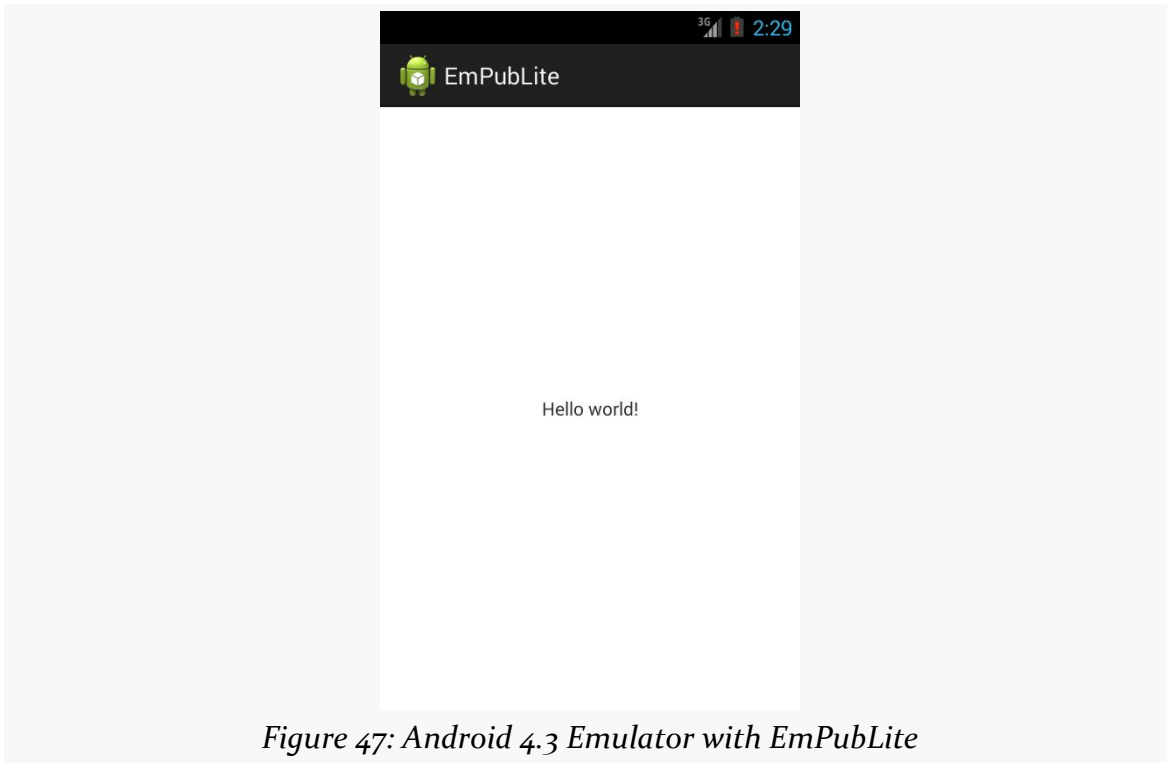 3G 2:29
EmPubLite
Hello world!
Figure 47: Android 4.3 Emulator with EmPubLite